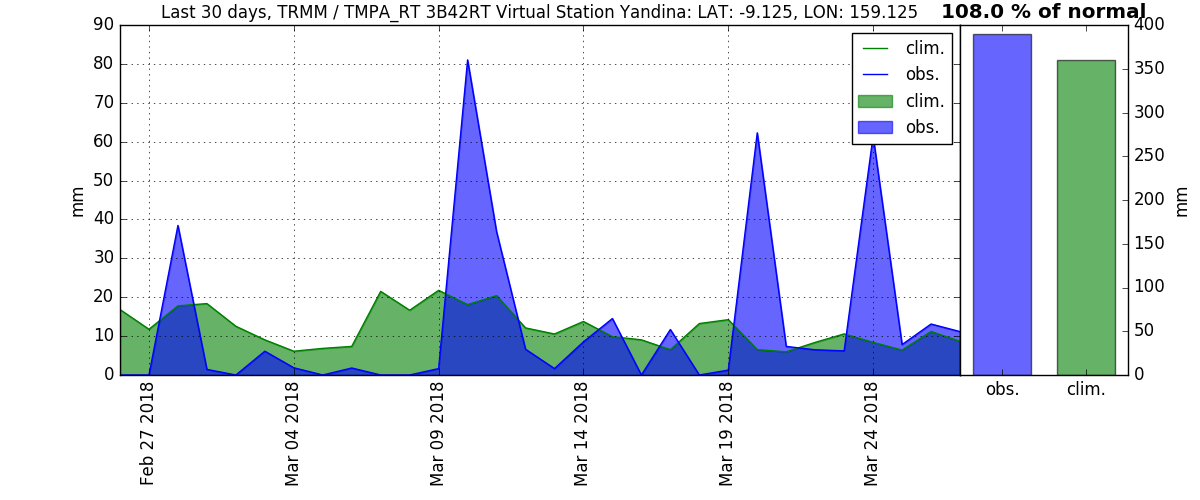 Last 30 days, TRMM / TMPA_RT 3B42RT Virtual Station Yandina: LAT: -9.125, LON: 159.125
108.0 % of normal
90
80
70
60
50
40
30
20
10
0
mm
clim.
obs.
clim.
obs.
400
350
300
250
200
150
100
50
0
mm
obs.
clim.
Feb 27 2018
Mar 04 2018
Mar 09 2018
Mar 14 2018
Mar 19 2018
Mar 24 2018